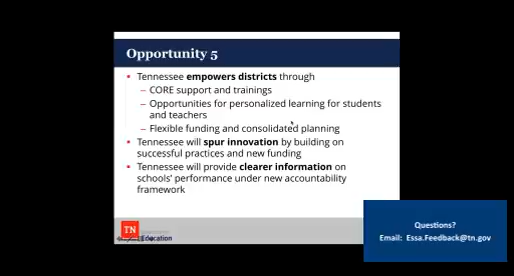 Opportunity 5
• Tennessee empowers districts through
– CORE support and trainings
– Opportunities for personalized learning for students
and teachers
– Flexible funding and consolidated planning
• Tennessee will spur innovation by building on
successful practices and new funding
• Tennessee will provide clearer information on
schools' performance under new accountability
framework
TN
Education
Questions?
Email: Essa.Feedback@tn.gov